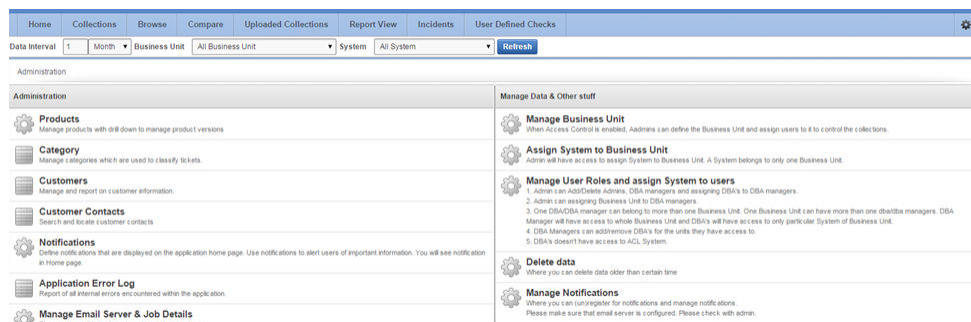 Home Collections Browse Compare Uploaded Collections Report View Incidents User Defined Checks
Data Interval 1 Month Business Unit All Business Unit System All System Refresh
Administration
Administration
Products
Manage products with drill down to manage product versions
Category
Manage categories which are used to classify tickets.
Customers
Manage and report on customer information.
Customer Contacts
Search and locate customer contacts
Notifications
Define notifications that are displayed on the application home page. Use notifications to alert users of important information. You will see notification
in Home page.
Application Error Log
Report of all internal errors encountered within the application.
Manage Email Server & Job Details
Manage Data & Other stuff
Manage Business Unit
When Access Control is enabled, Aadmins can define the Business Unit and assign users to it to control the collections.
Assign System to Business Unit
Admin will have access to assign System to Business Unit. A System belongs to only one Business Unit.
Manage User Roles and assign System to users
1. Admin can Add/Delete Admins, DBA managers and assigning DBA's to DBA managers.
2. Admin can assigning Business Unit to DBA managers.
3. One DBA/DBA manager can belong to more than one Business Unit. One Business Unit can have more than one dba/dba managers. DBA
Manager will have access to whole Business Unit and DBA's will have access to only particular System of Business Unit.
4. DBA Managers can add/remove DBA's for the units they have access to.
5. DBA's doesn't have access to ACL System.
Delete data
Where you can delete data older than certain time
Manage Notifications
Where you can (un)register for notifications and manage notifications.
Please make sure that email server is configured. Please check with admin.